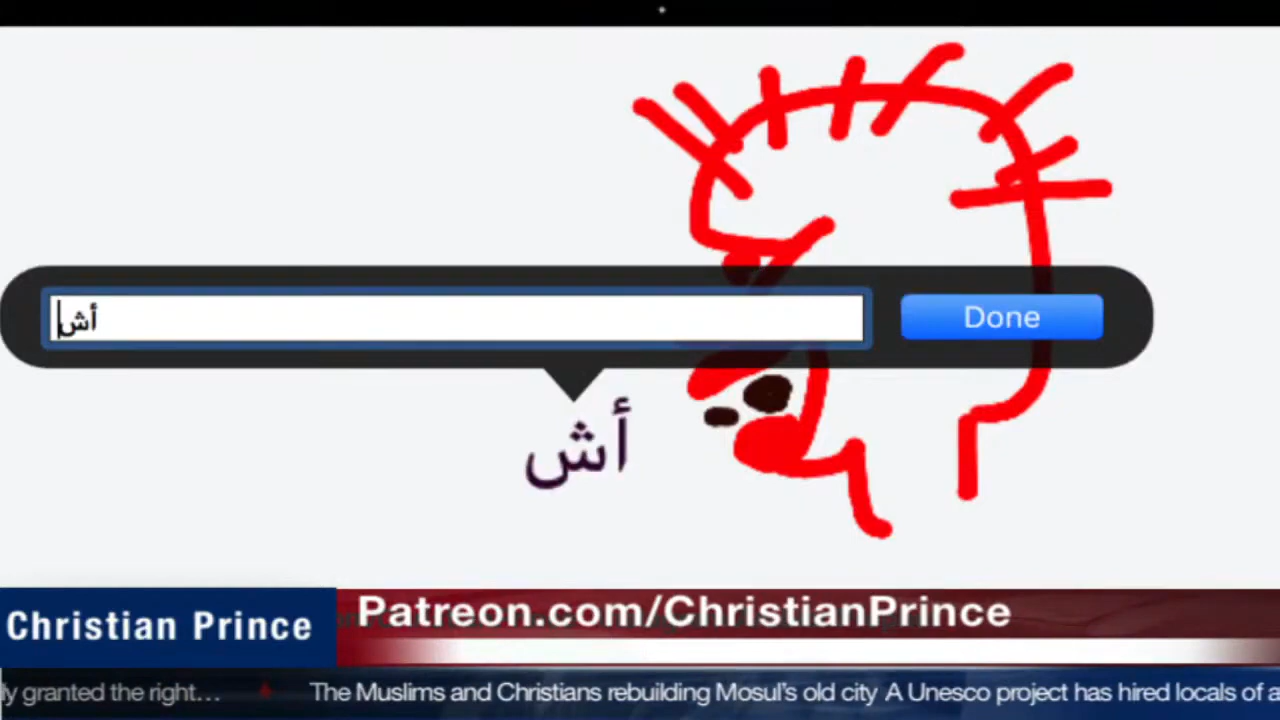 أش
Done
أش
Christian Prince
Patreon.com/ChristianPrince
ly granted the right... The Muslims and Christians rebuilding Mosul's old city A Unesco project has hired locals of a